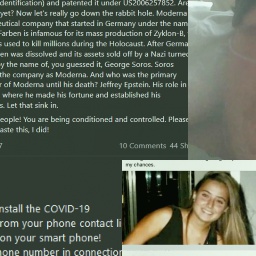 dentification) and patented it under US2006257852. Are
yet? Now let's really go down the rabbit hole. Moderna
eutical company that started in Germany under the nam
Farben is infamous for its mass production of Zyklon-B,
s used to kill millions during the Holocaust. After Germa
en was dissolved and its assets sold off by a Nazi turned
by the name of, you guessed it, George Soros. Soros
the company as Moderna. And who was the primary
r of Moderna until his death? Jeffrey Epstein. His role in
where he made his fortune and established his
s. Let that sink in.
eople! You are being conditioned and controlled. Please
aste this, I did!
7
10 Comments 44 Sh
my chances.
nstall the COVID-19
from your phone contact li
on your smart phone!
hone number in connection